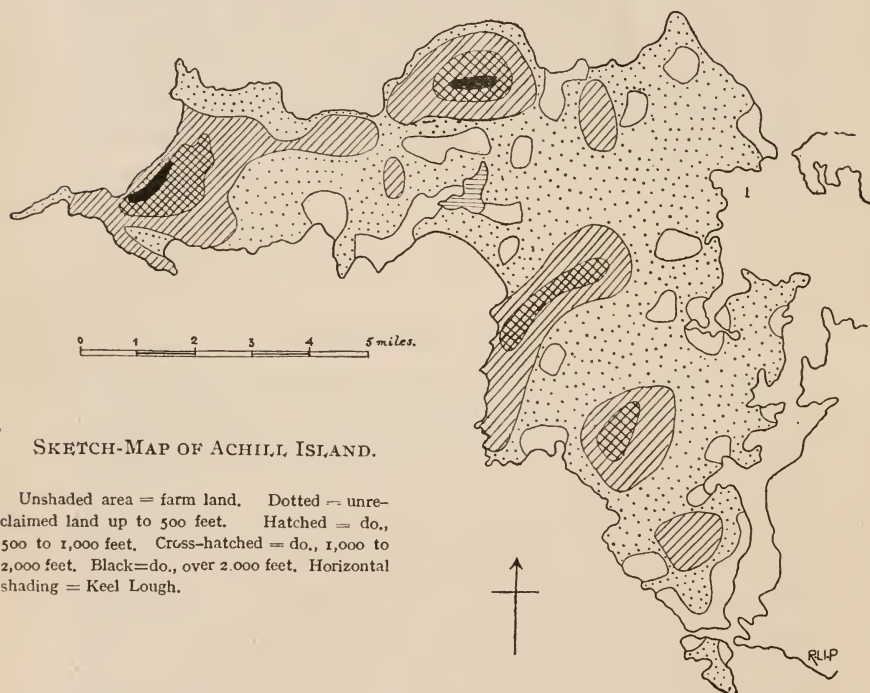 0 1 2 3 4 5 miles.
SKETCH-MAP OF ACHILL ISLAND.
Unshaded area = farm land. Dotted = unre-
claimed land up to 500 feet. Hatched = do.,
500 to 1,000 feet. Cross-hatched = do., 1,000 to
2,000 feet. Black=do., over 2.000 feet. Horizontal
shading = Keel Lough.
R.Ll.P